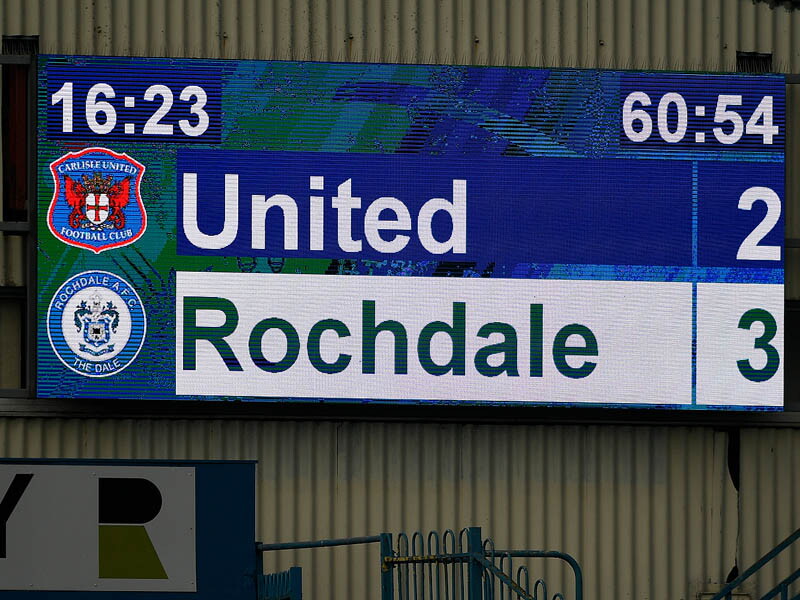 16:23 60:54
CARLISLE UNITED
FOOTBALL CLUB
United 2
ROCHDALE A.F.C.
THE DALE
Rochdale 3
Y R